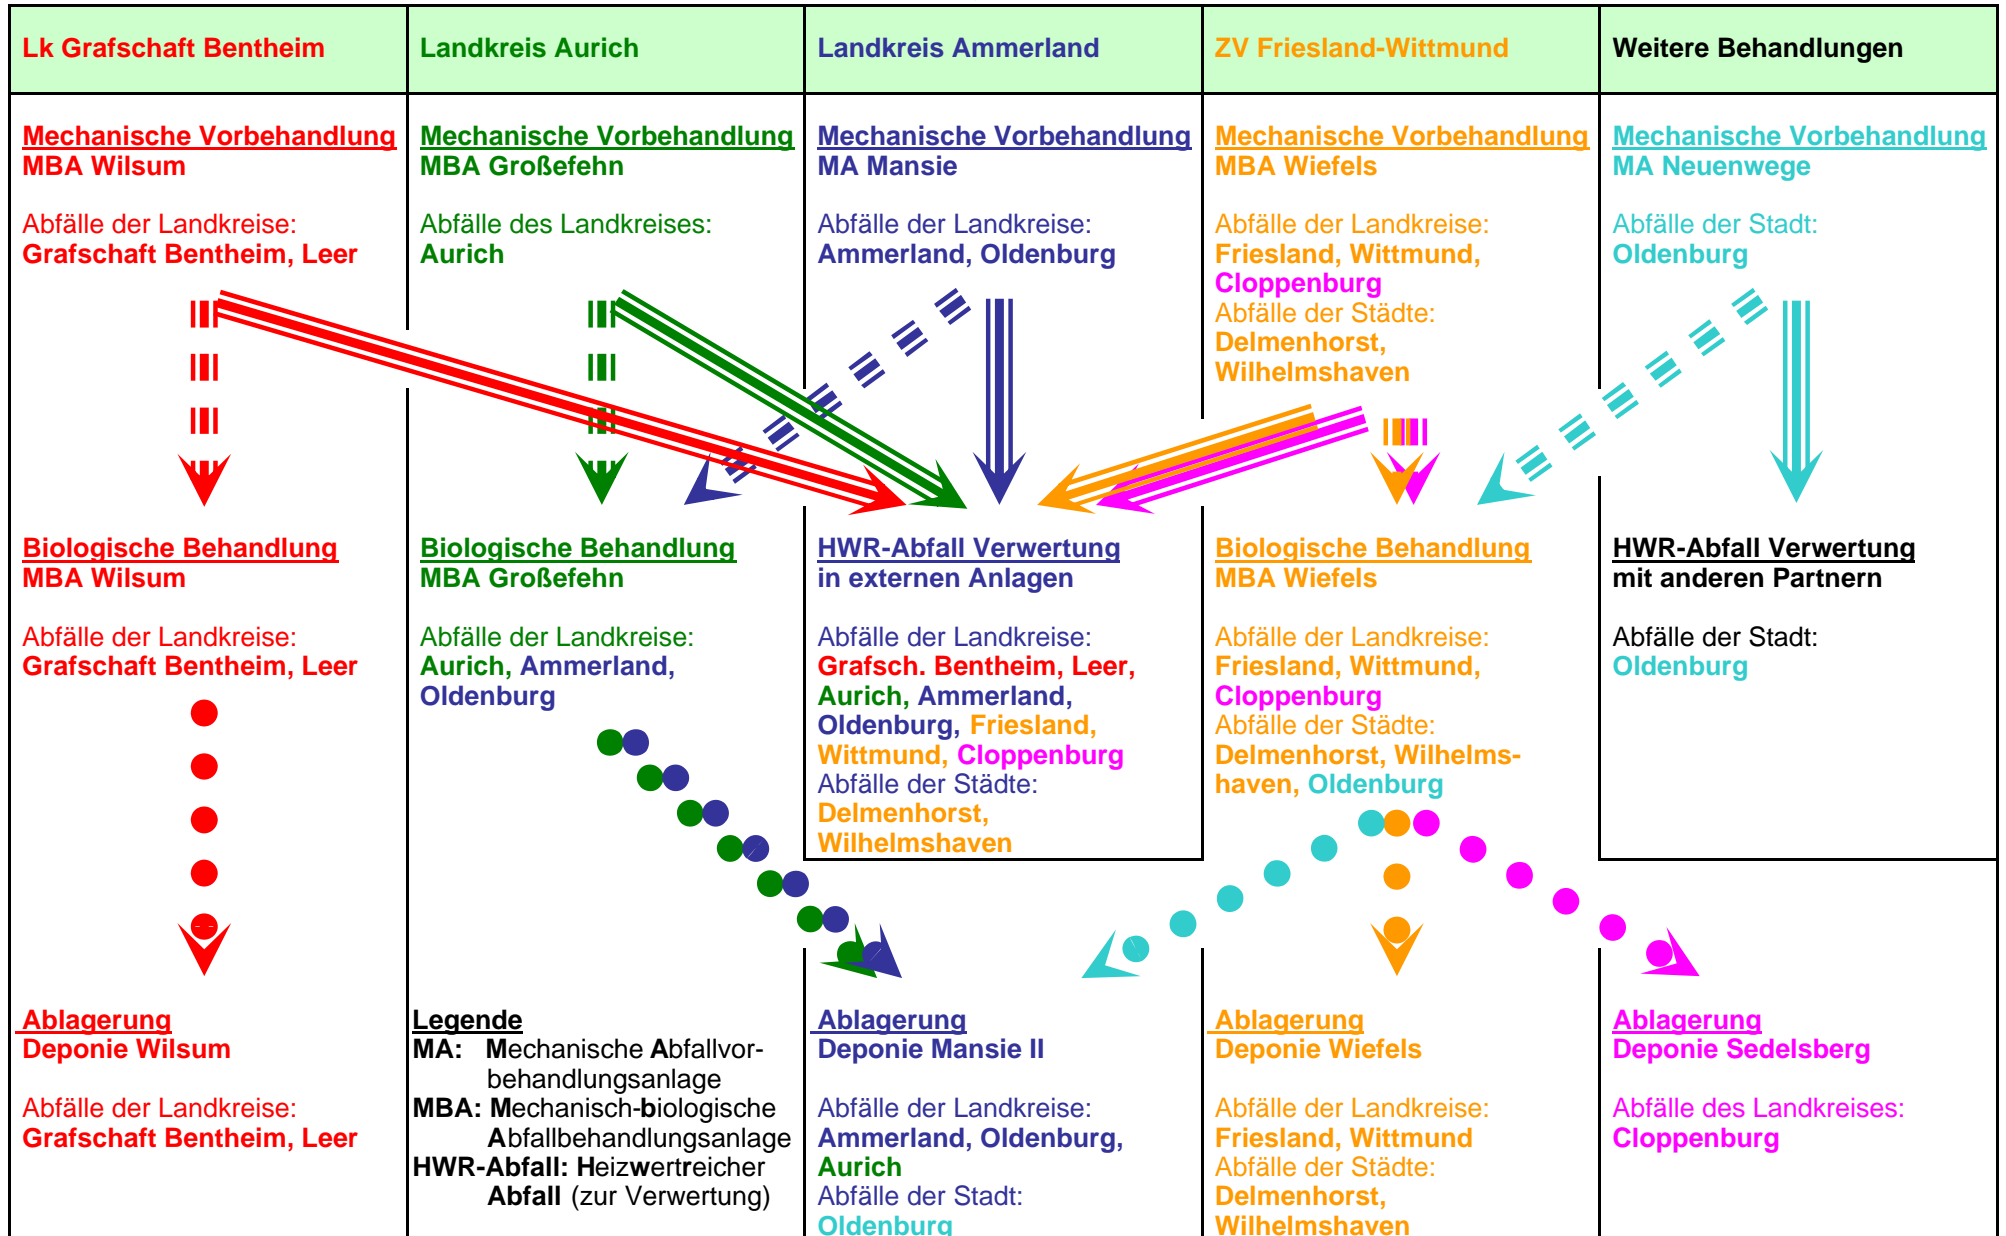 Lk Grafschaft Bentheim
Landkreis Aurich
Landkreis Ammerland
ZV Friesland-Wittmund
Weitere Behandlungen
Mechanische Vorbehandlung
MBA Wilsum
Abfälle der Landkreise:
Grafschaft Bentheim, Leer
Mechanische Vorbehandlung
MBA Großefehn
Abfälle des Landkreises:
Aurich
Mechanische Vorbehandlung
MA Mansie
Abfälle der Landkreise:
Ammerland, Oldenburg
Mechanische Vorbehandlung
MBA Wiefels
Abfälle der Landkreise:
Friesland, Wittmund,
Cloppenburg
Abfälle der Städte:
Delmenhorst,
Wilhelmshaven
Mechanische Vorbehandlung
MA Neuenwege
Abfälle der Stadt:
Oldenburg
Biologische Behandlung
MBA Wilsum
Abfälle der Landkreise:
Grafschaft Bentheim, Leer
Biologische Behandlung
MBA Großefehn
Abfälle der Landkreise:
Aurich, Ammerland,
Oldenburg
HWR-Abfall Verwertung
in externen Anlagen
Abfälle der Landkreise:
Grafsch. Bentheim, Leer,
Aurich, Ammerland,
Oldenburg, Friesland,
Wittmund, Cloppenburg
Abfälle der Städte:
Delmenhorst,
Wilhelmshaven
Biologische Behandlung
MBA Wiefels
Abfälle der Landkreise:
Friesland, Wittmund,
Cloppenburg
Abfälle der Städte:
Delmenhorst, Wilhelms-
haven, Oldenburg
HWR-Abfall Verwertung
mit anderen Partnern
Abfälle der Stadt:
Oldenburg
Ablagerung
Deponie Wilsum
Abfälle der Landkreise:
Grafschaft Bentheim, Leer
Legende
MA: Mechanische Abfallvor-
behandlungsanlage
MBA: Mechanisch-biologische
Abfallbehandlungsanlage
HWR-Abfall: Heizwertreicher
Abfall (zur Verwertung)
Ablagerung
Deponie Mansie II
Abfälle der Landkreise:
Ammerland, Oldenburg,
Aurich
Abfälle der Stadt:
Oldenburg
Ablagerung
Deponie Wiefels
Abfälle der Landkreise:
Friesland, Wittmund
Abfälle der Städte:
Delmenhorst,
Wilhelmshaven
Ablagerung
Deponie Sedelsberg
Abfälle des Landkreises:
Cloppenburg